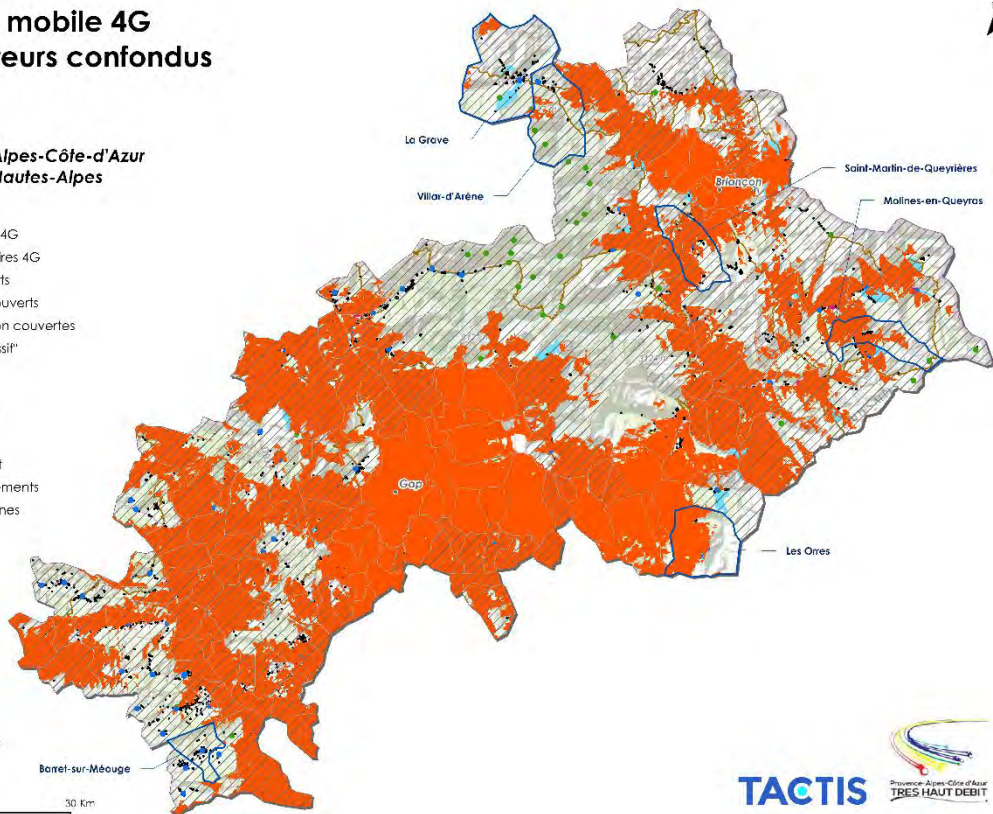 mobile 4G
eurs confondus
Alpes-Côte-d'Azur
Hautes-Alpes
4G
res 4G
ts
ouverts
on couvertes
sif"
t
ements
nes
La Grave
Villar-d'Arène
Briançon
Saint-Martin-de-Queyrières
Molines-en-Queyras
Gap
Les Orres
Barret-sur-Méouge
30 Km
TACTIS
Provence-Alpes-Côte d'Azur
TRES HAUT DEBIT